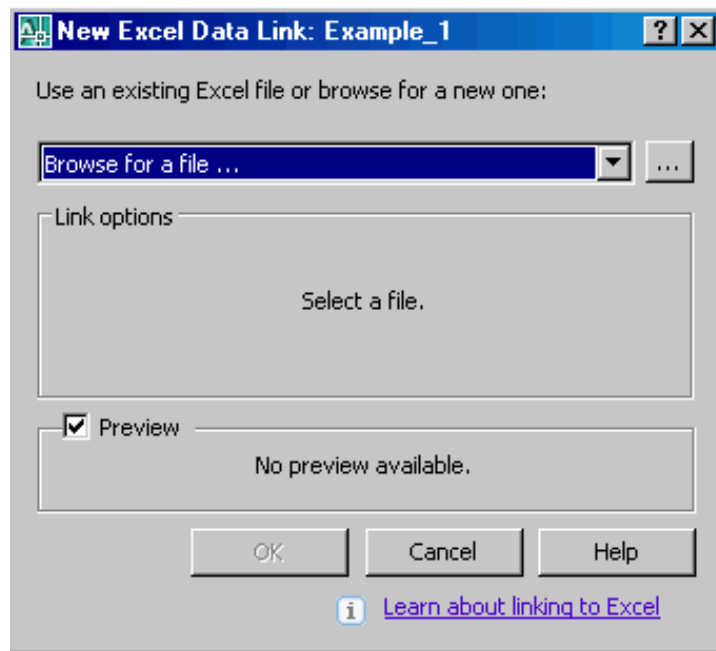 New Excel Data Link: Example_1
Use an existing Excel file or browse for a new one:
Browse for a file ...
...
Link options
Select a file.
Preview
No preview available.
OK Cancel Help
Learn about linking to Excel